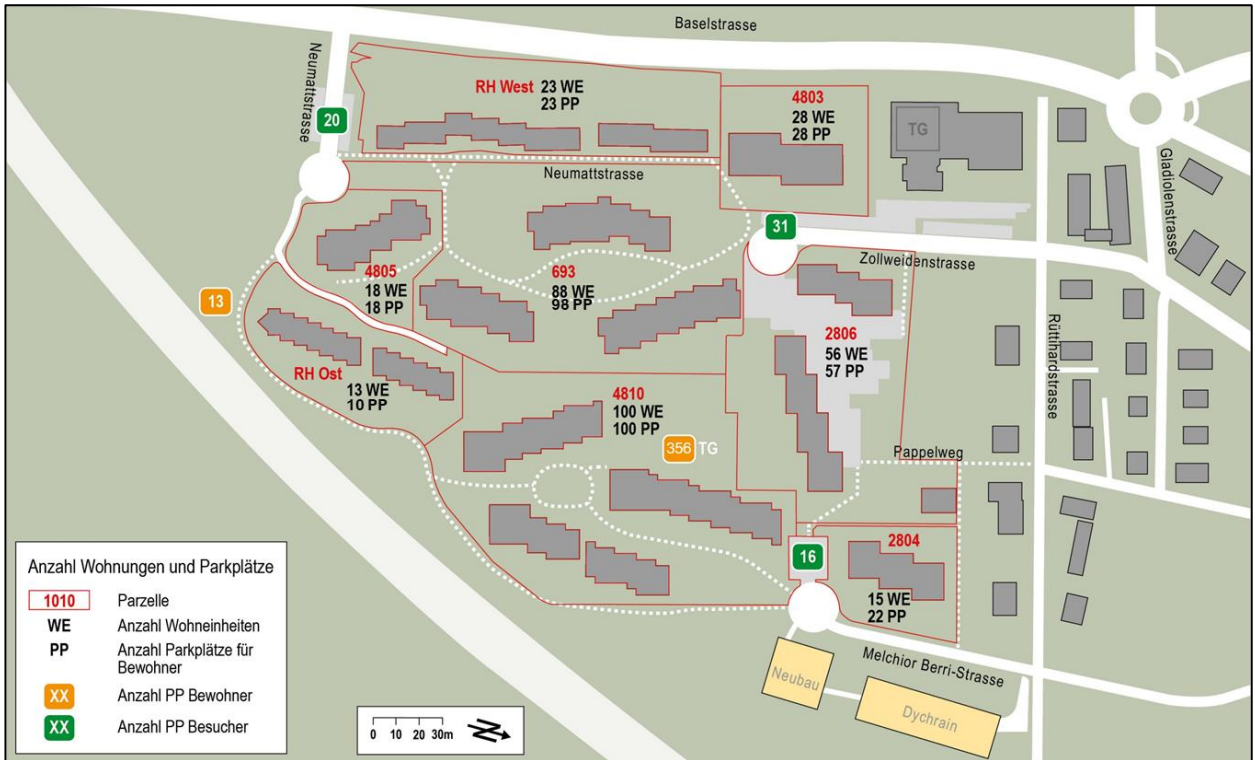 Baselstrasse
Neumattstrasse
20
RH West 23 WE
23 PP
4803
28 WE
28 PP
TG
Gladiolenstrasse
Neumattstrasse
31
Zollweidenstrasse
4805
18 WE
18 PP
693
88 WE
98 PP
13
2806
56 WE
57 PP
Rüttihardstrasse
RH Ost
13 WE
10 PP
4810
100 WE
100 PP
356 TG
Pappelweg
16
2804
15 WE
22 PP
Melchior Berri-Strasse
Neubau
Dychrain
Anzahl Wohnungen und Parkplätze
1010 Parzelle
WE Anzahl Wohneinheiten
PP Anzahl Parkplätze für
Bewohner
XX Anzahl PP Bewohner
XX Anzahl PP Besucher
0 10 20 30m